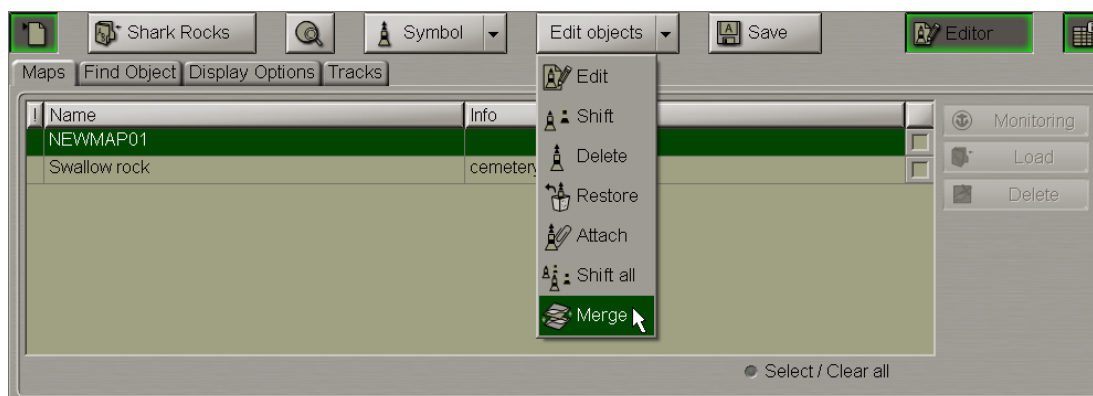 Shark Rocks
Symbol
Edit objects
Save
Editor
Maps
Find Object
Display Options
Tracks
Edit
! Name
Info
Shift
Monitoring
NEWMAP01
Delete
Load
Swallow rock
cemetery
Restore
Delete
Attach
Shift all
Merge
Select / Clear all